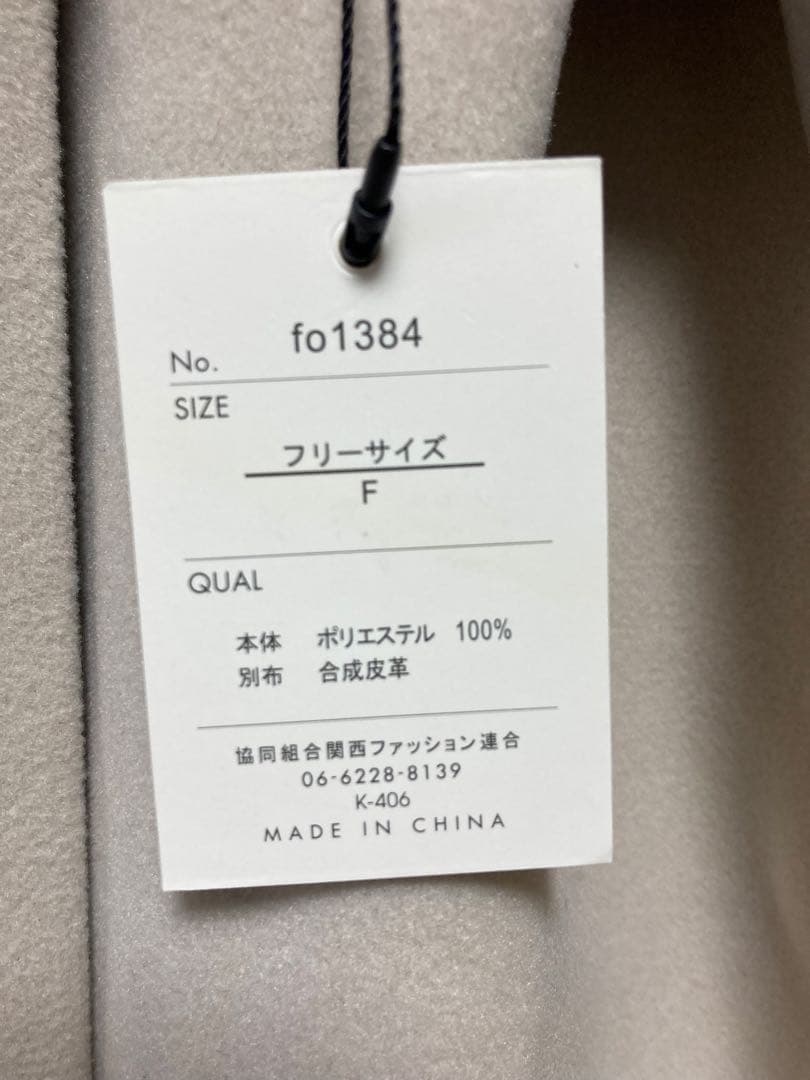 No. fo1384
SIZE
フリーサイズ
F
QUAL
本体 ポリエステル 100%
別布 合成皮革
協同組合関西ファッション連合
06-6228-8139
K-406
MADE IN CHINA